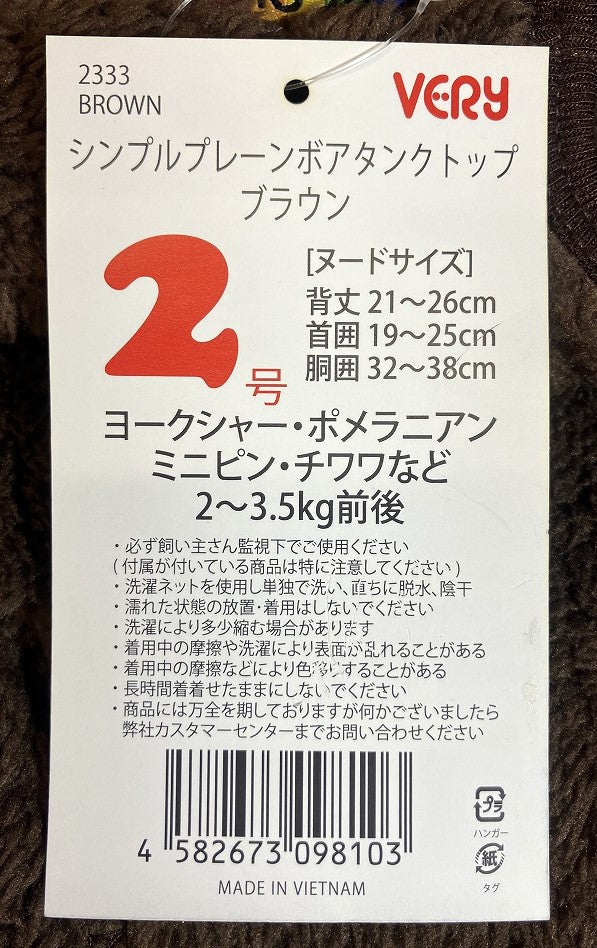 2333
BROWN
VERY
シンプルプレーンボアタンクトップ
ブラウン
2号
[ヌードサイズ]
背丈 21〜26cm
首囲 19〜25cm
胴囲 32〜38cm
ヨークシャー・ポメラニアン
ミニピン・チワワなど
2〜3.5kg前後
・必ず飼い主さん監視下でご使用ください
(付属が付いている商品は特に注意してください)
・洗濯ネットを使用し単独で洗い、直ちに脱水、陰干
・濡れた状態の放置・着用はしないでください
・洗濯により多少縮む場合があります
・着用中の摩擦や洗濯により表面が乱れることがある
・着用中の摩擦などにより色移りすることがある
・長時間着着せたままにしないでください
・商品には万全を期しておりますが何かございましたら
弊社カスタマーセンターまでお問い合わせください
4 582673 098103
MADE IN VIETNAM
プラ
ハンガー
紙
タグ